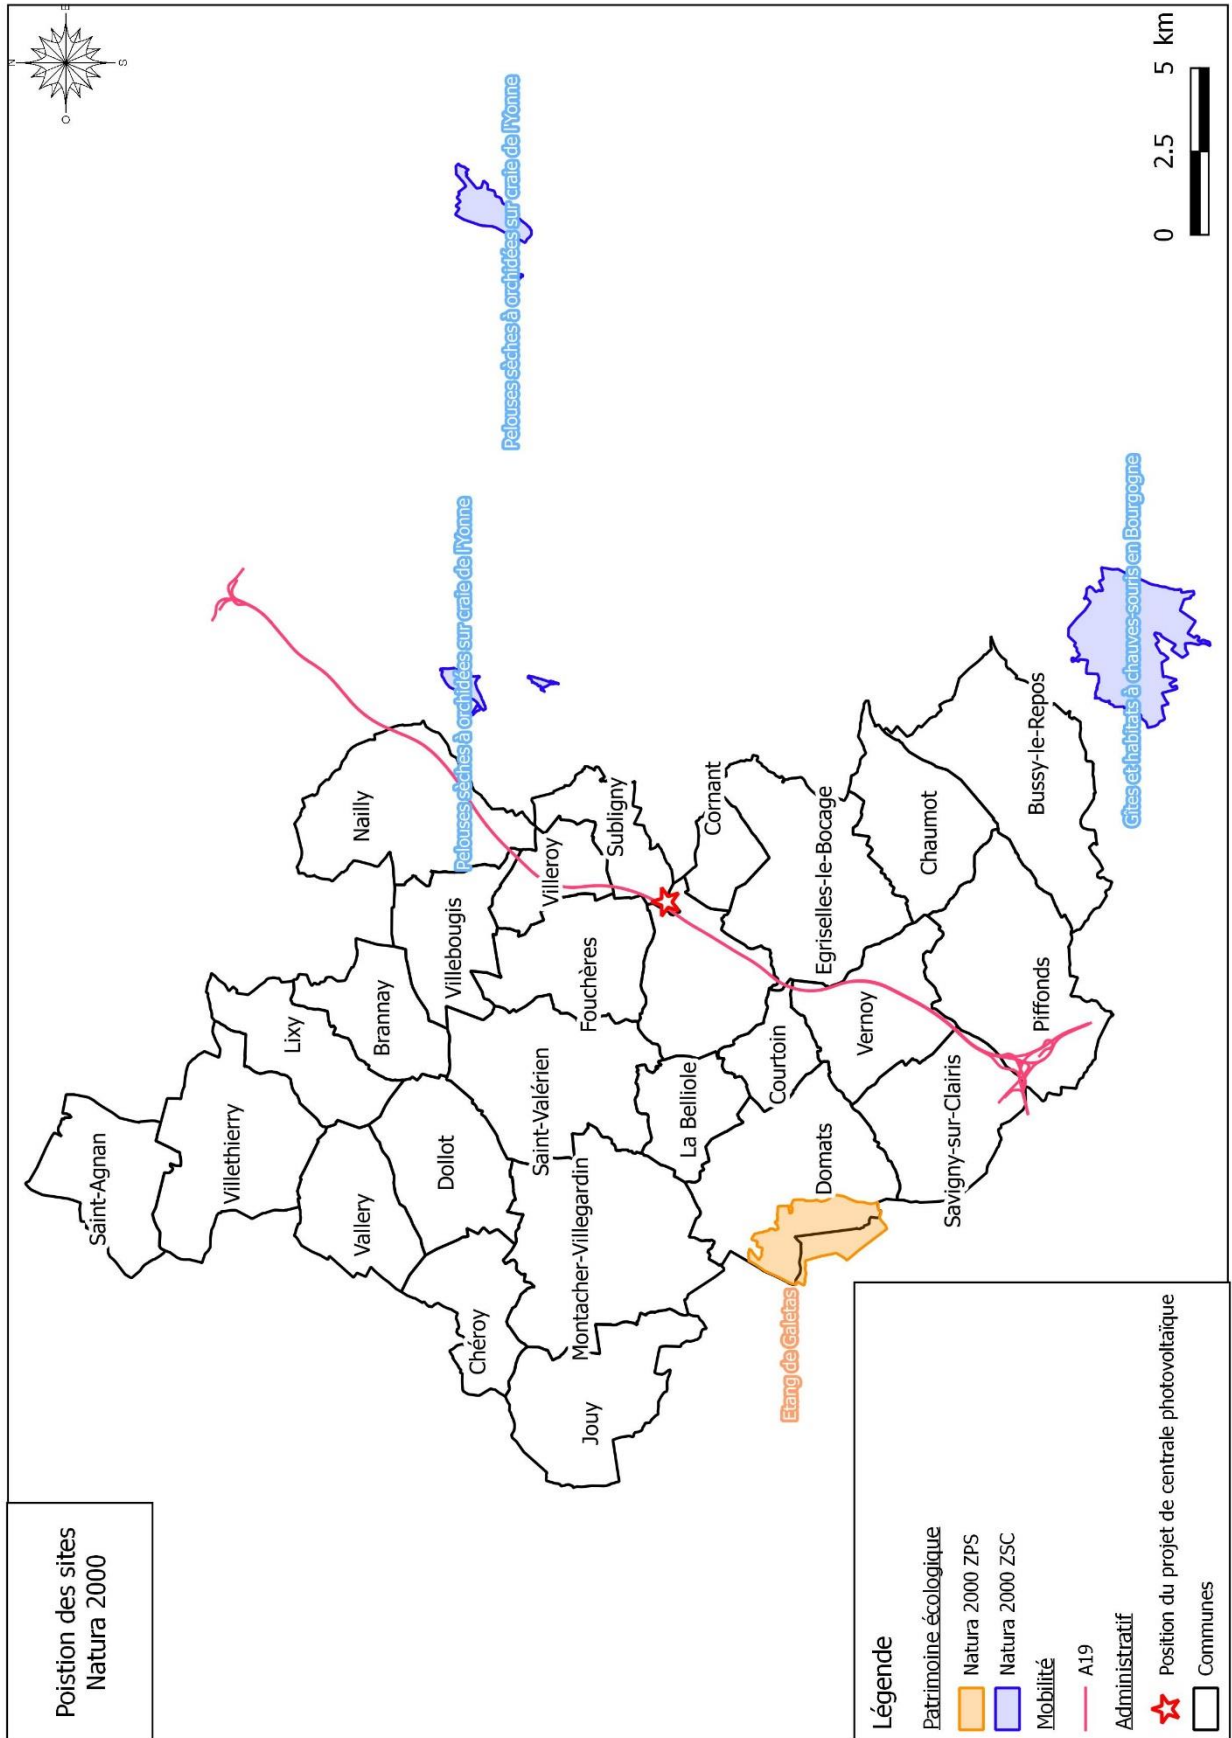 Poistion des sites
Natura 2000
N
E
S
O
Saint-Agnan
Villethierry
Lixy
Vallery
Brannay
Nailly
Dollot
Villebougis
Chéroy
Pelouses sèches à orchidées sur craie de l'Yonne
Pelouses sèches à orchidées sur craie de l'Yonne
Saint-Valérien
Villeroy
Fouchères
Montacher-Villegardin
Jouy
Subligny
La Belliole
Cornant
Courtoin
Etang de Galetas
Domats
Egriselles-le-Bocage
Vernoy
Chaumot
Savigny-sur-Clairis
Piffonds
Bussy-le-Repos
Gîtes et habitats à chauves-souris en Bourgogne
Légende
Patrimoine écologique
Natura 2000 ZPS
Natura 2000 ZSC
Mobilité
A19
Administratif
Position du projet de centrale photovoltaïque
Communes
0 2.5 5 km